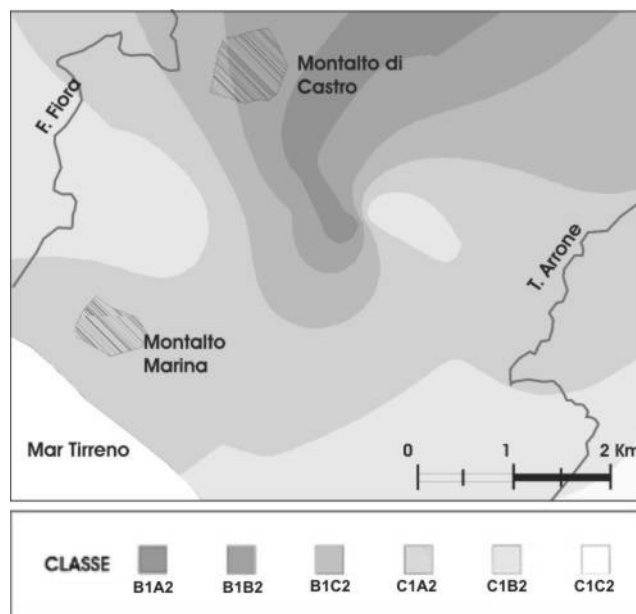 Montalto di
Castro
F. Fiora
T. Arrone
Montalto
Marina
Mar Tirreno
0 1 2 Km
CLASSE
B1A2 B1B2 B1C2 C1A2 C1B2 C1C2